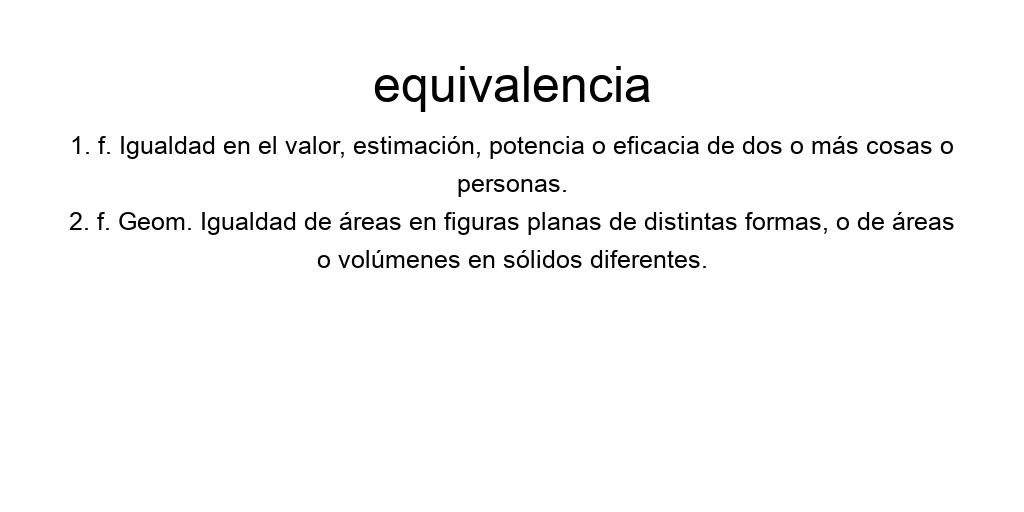 equivalencia
1. f. Igualdad en el valor, estimación, potencia o eficacia de dos o más cosas o
personas.
2. f. Geom. Igualdad de áreas en figuras planas de distintas formas, o de áreas
o volúmenes en sólidos diferentes.